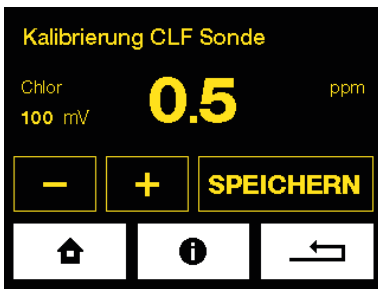 Kalibrierung CLF Sonde
Chlor
0.5
ppm
100 mV
− + SPEICHERN
i